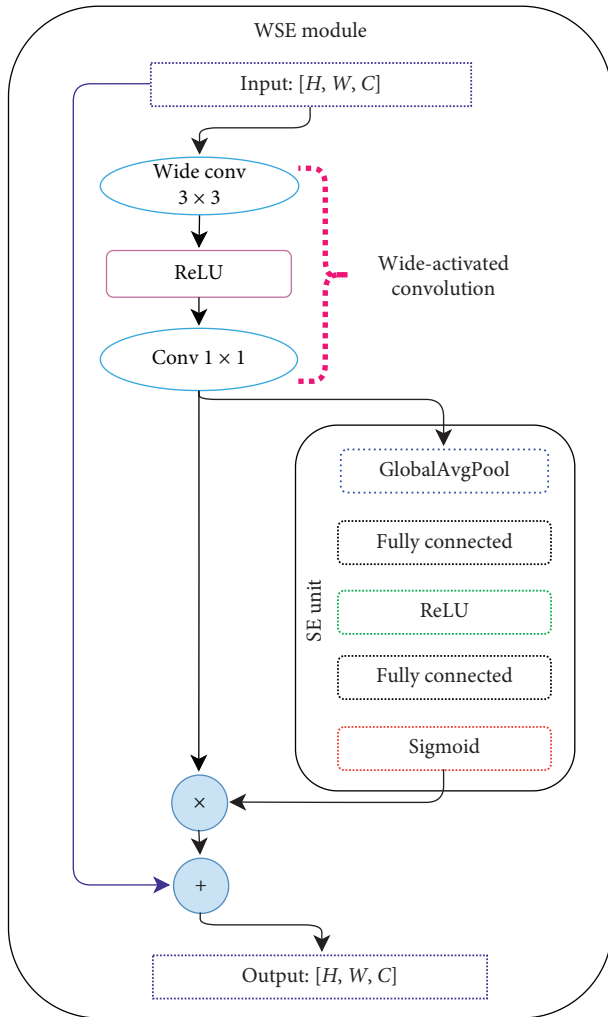 WSE module
Input: [H, W, C]
Wide conv
3 × 3
ReLU
Conv 1 × 1
Wide-activated
convolution
SE unit
GlobalAvgPool
Fully connected
ReLU
Fully connected
Sigmoid
×
+
Output: [H, W, C]